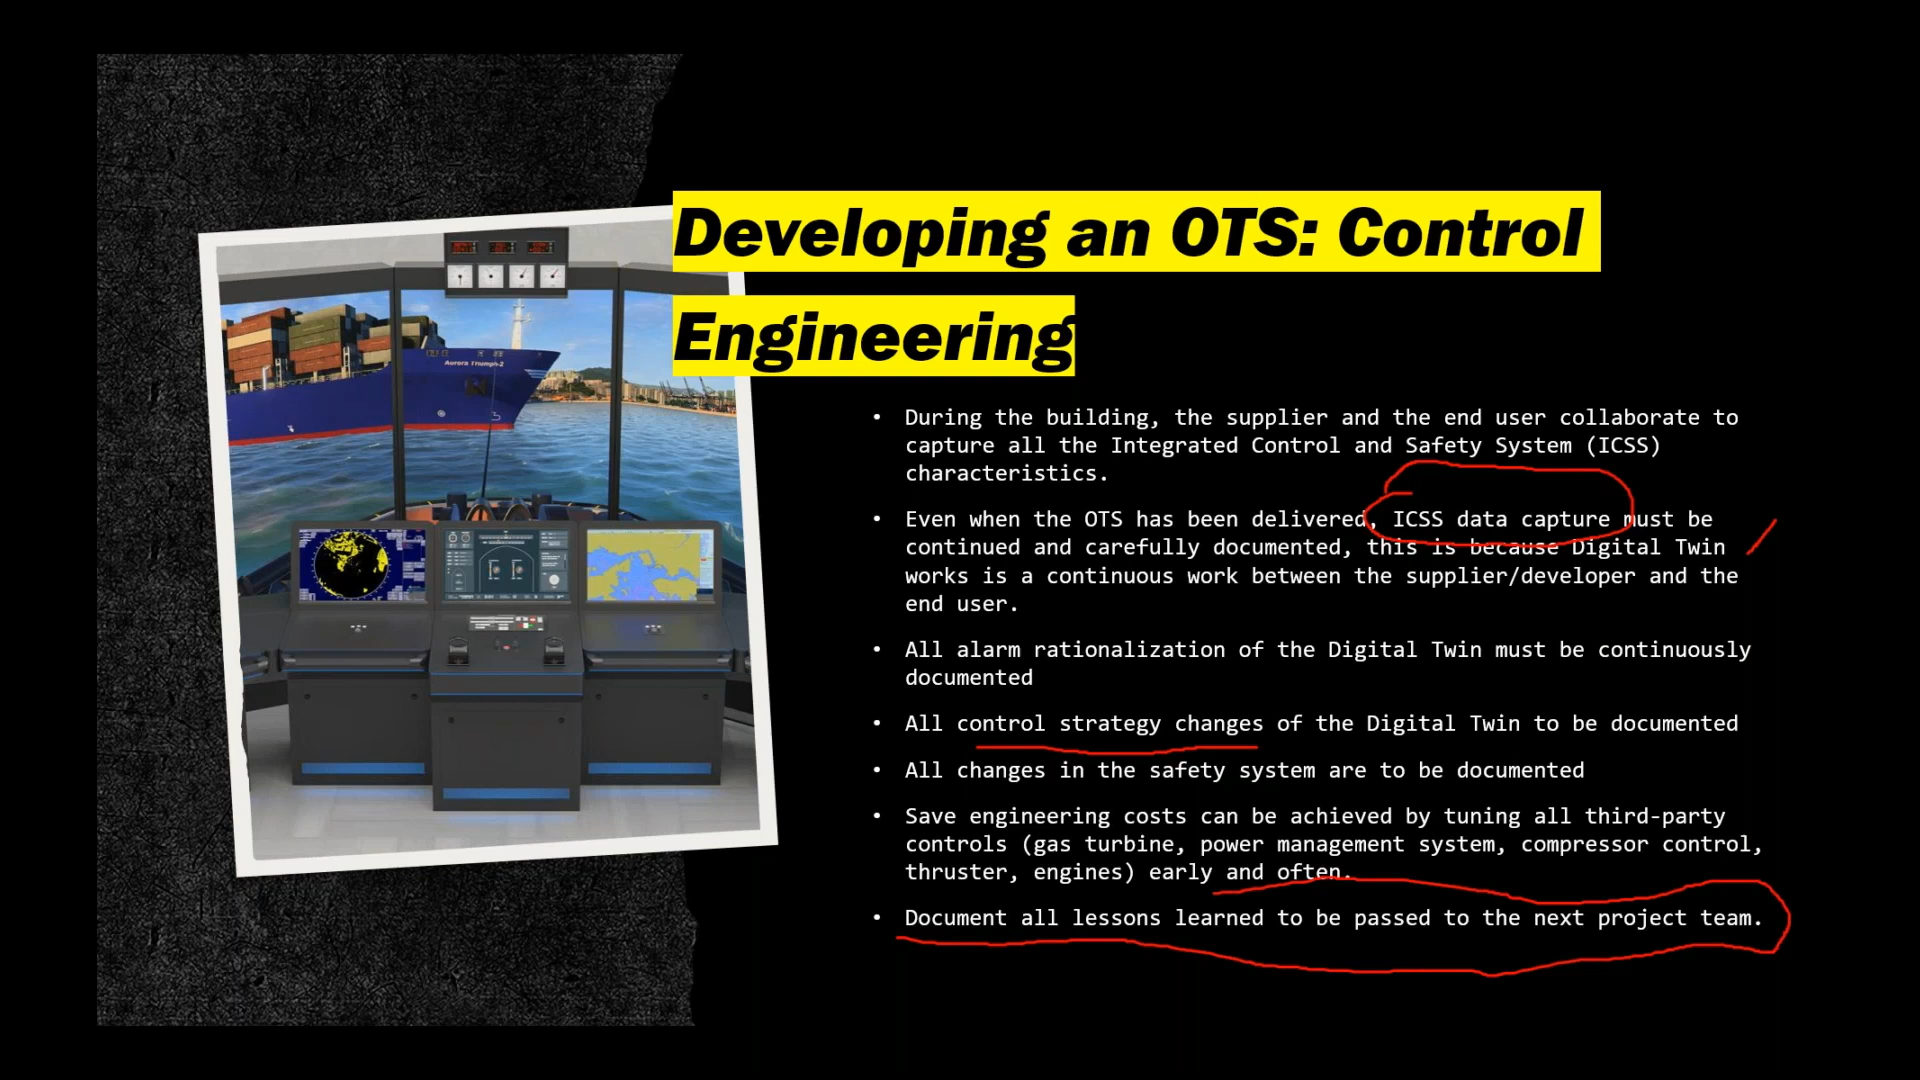 Developing an OTS: Control
Engineering
Aurora Triumph-2
• During the building, the supplier and the end user collaborate to
capture all the Integrated Control and Safety System (ICSS)
characteristics.
• Even when the OTS has been delivered, ICSS data capture must be
continued and carefully documented, this is because Digital Twin
works is a continuous work between the supplier/developer and the
end user.
• All alarm rationalization of the Digital Twin must be continuously
documented
• All control strategy changes of the Digital Twin to be documented
• All changes in the safety system are to be documented
• Save engineering costs can be achieved by tuning all third-party
controls (gas turbine, power management system, compressor control,
thruster, engines) early and often.
• Document all lessons learned to be passed to the next project team.